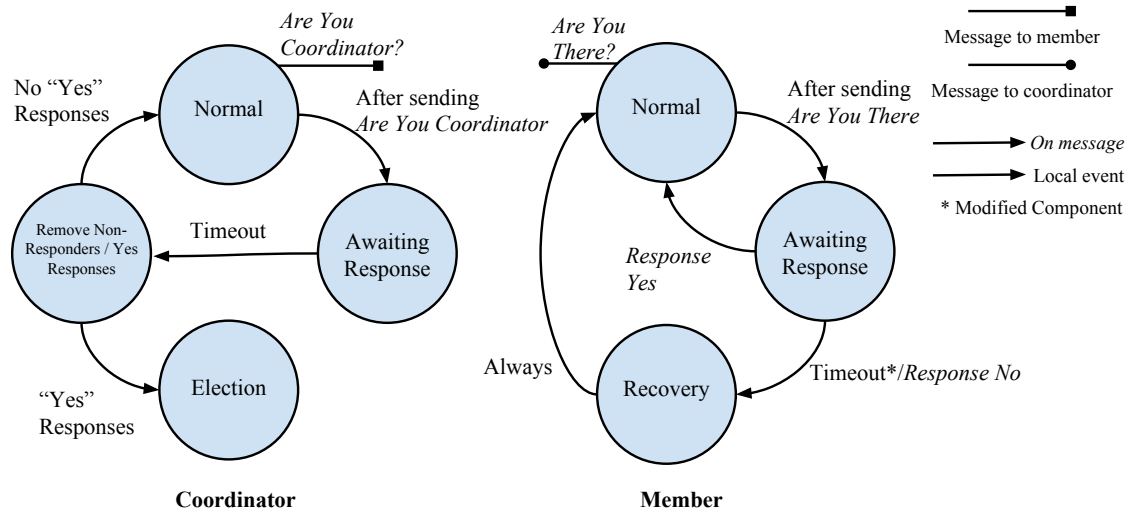 Are You
Coordinator?
No “Yes”
Responses
Normal
After sending
Are You Coordinator
Remove Non-
Responders / Yes
Responses
Timeout
Awaiting
Response
“Yes”
Responses
Election
Coordinator
Are You
There?
Normal
After sending
Are You There
Awaiting
Response
Response
Yes
Always
Recovery
Timeout*/Response No
Member
Message to member
Message to coordinator
On message
Local event
* Modified Component